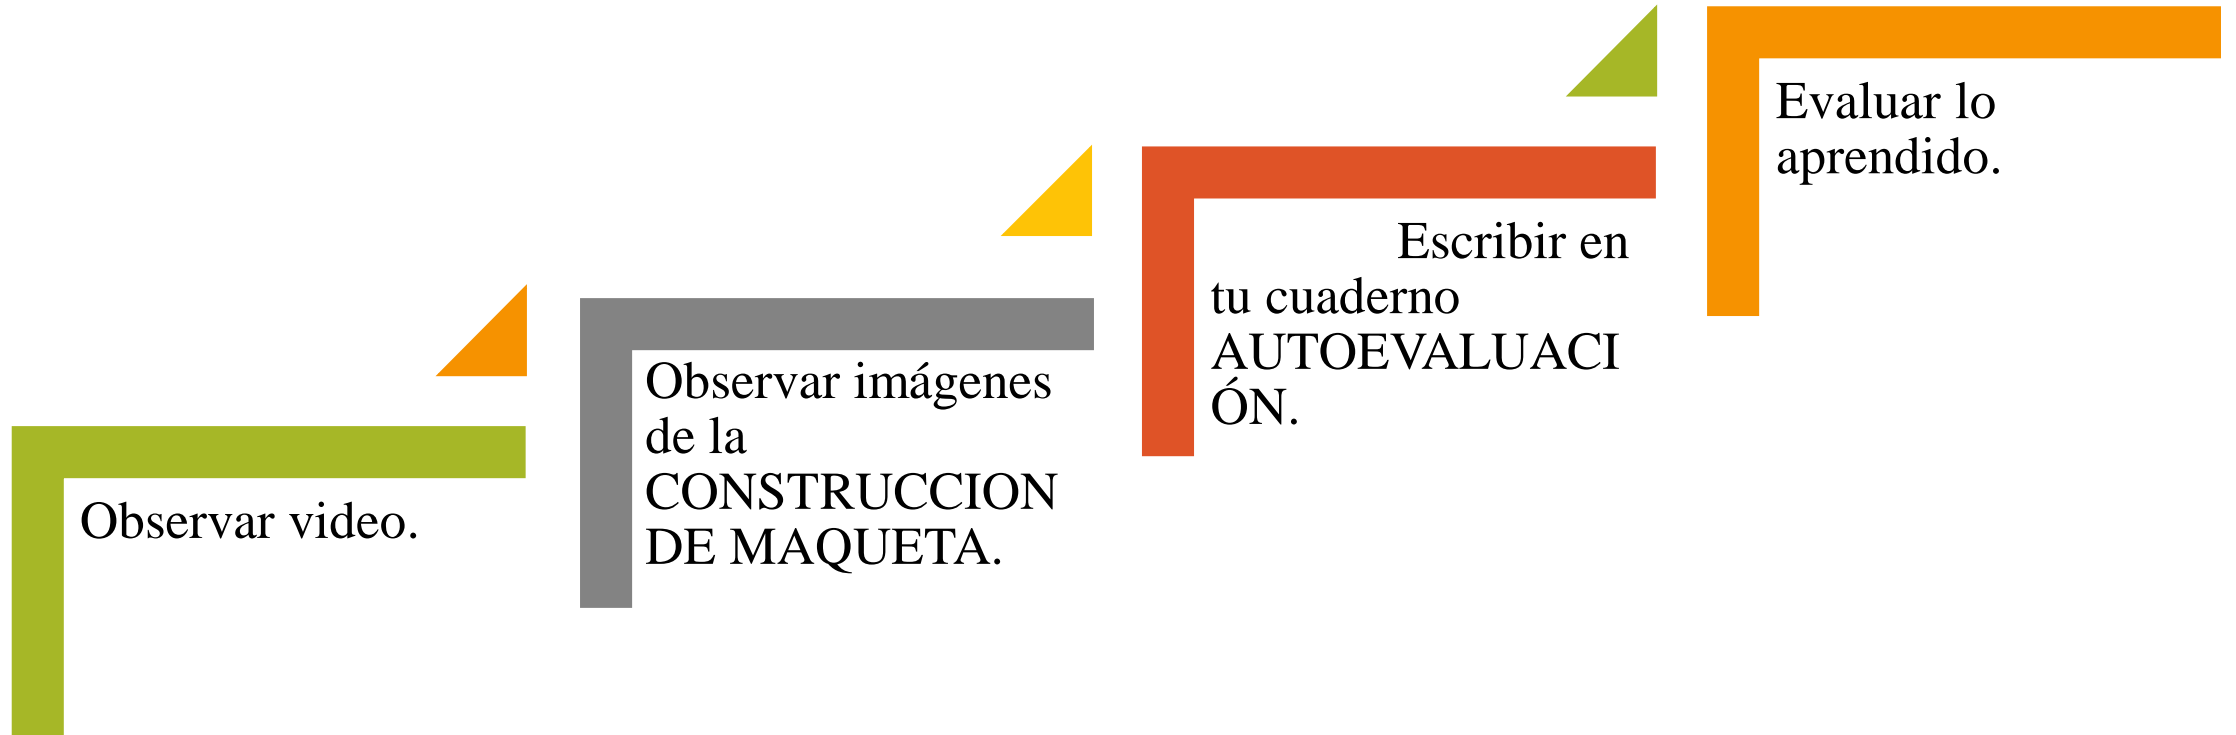 Observar video.
Observar imágenes
de la
CONSTRUCCION
DE MAQUETA.
Escribir en
tu cuaderno
AUTOEVALUACI
ÓN.
Evaluar lo
aprendido.